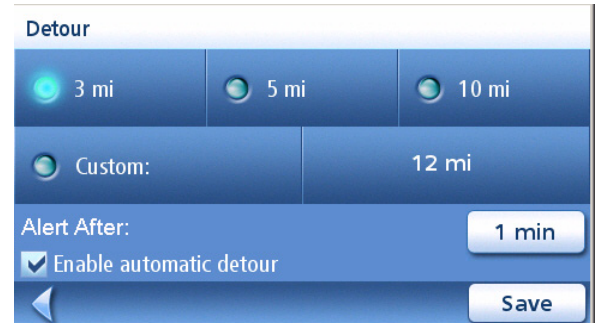 Detour
3 mi 5 mi 10 mi
Custom: 12 mi
Alert After: 1 min
Enable automatic detour
Save